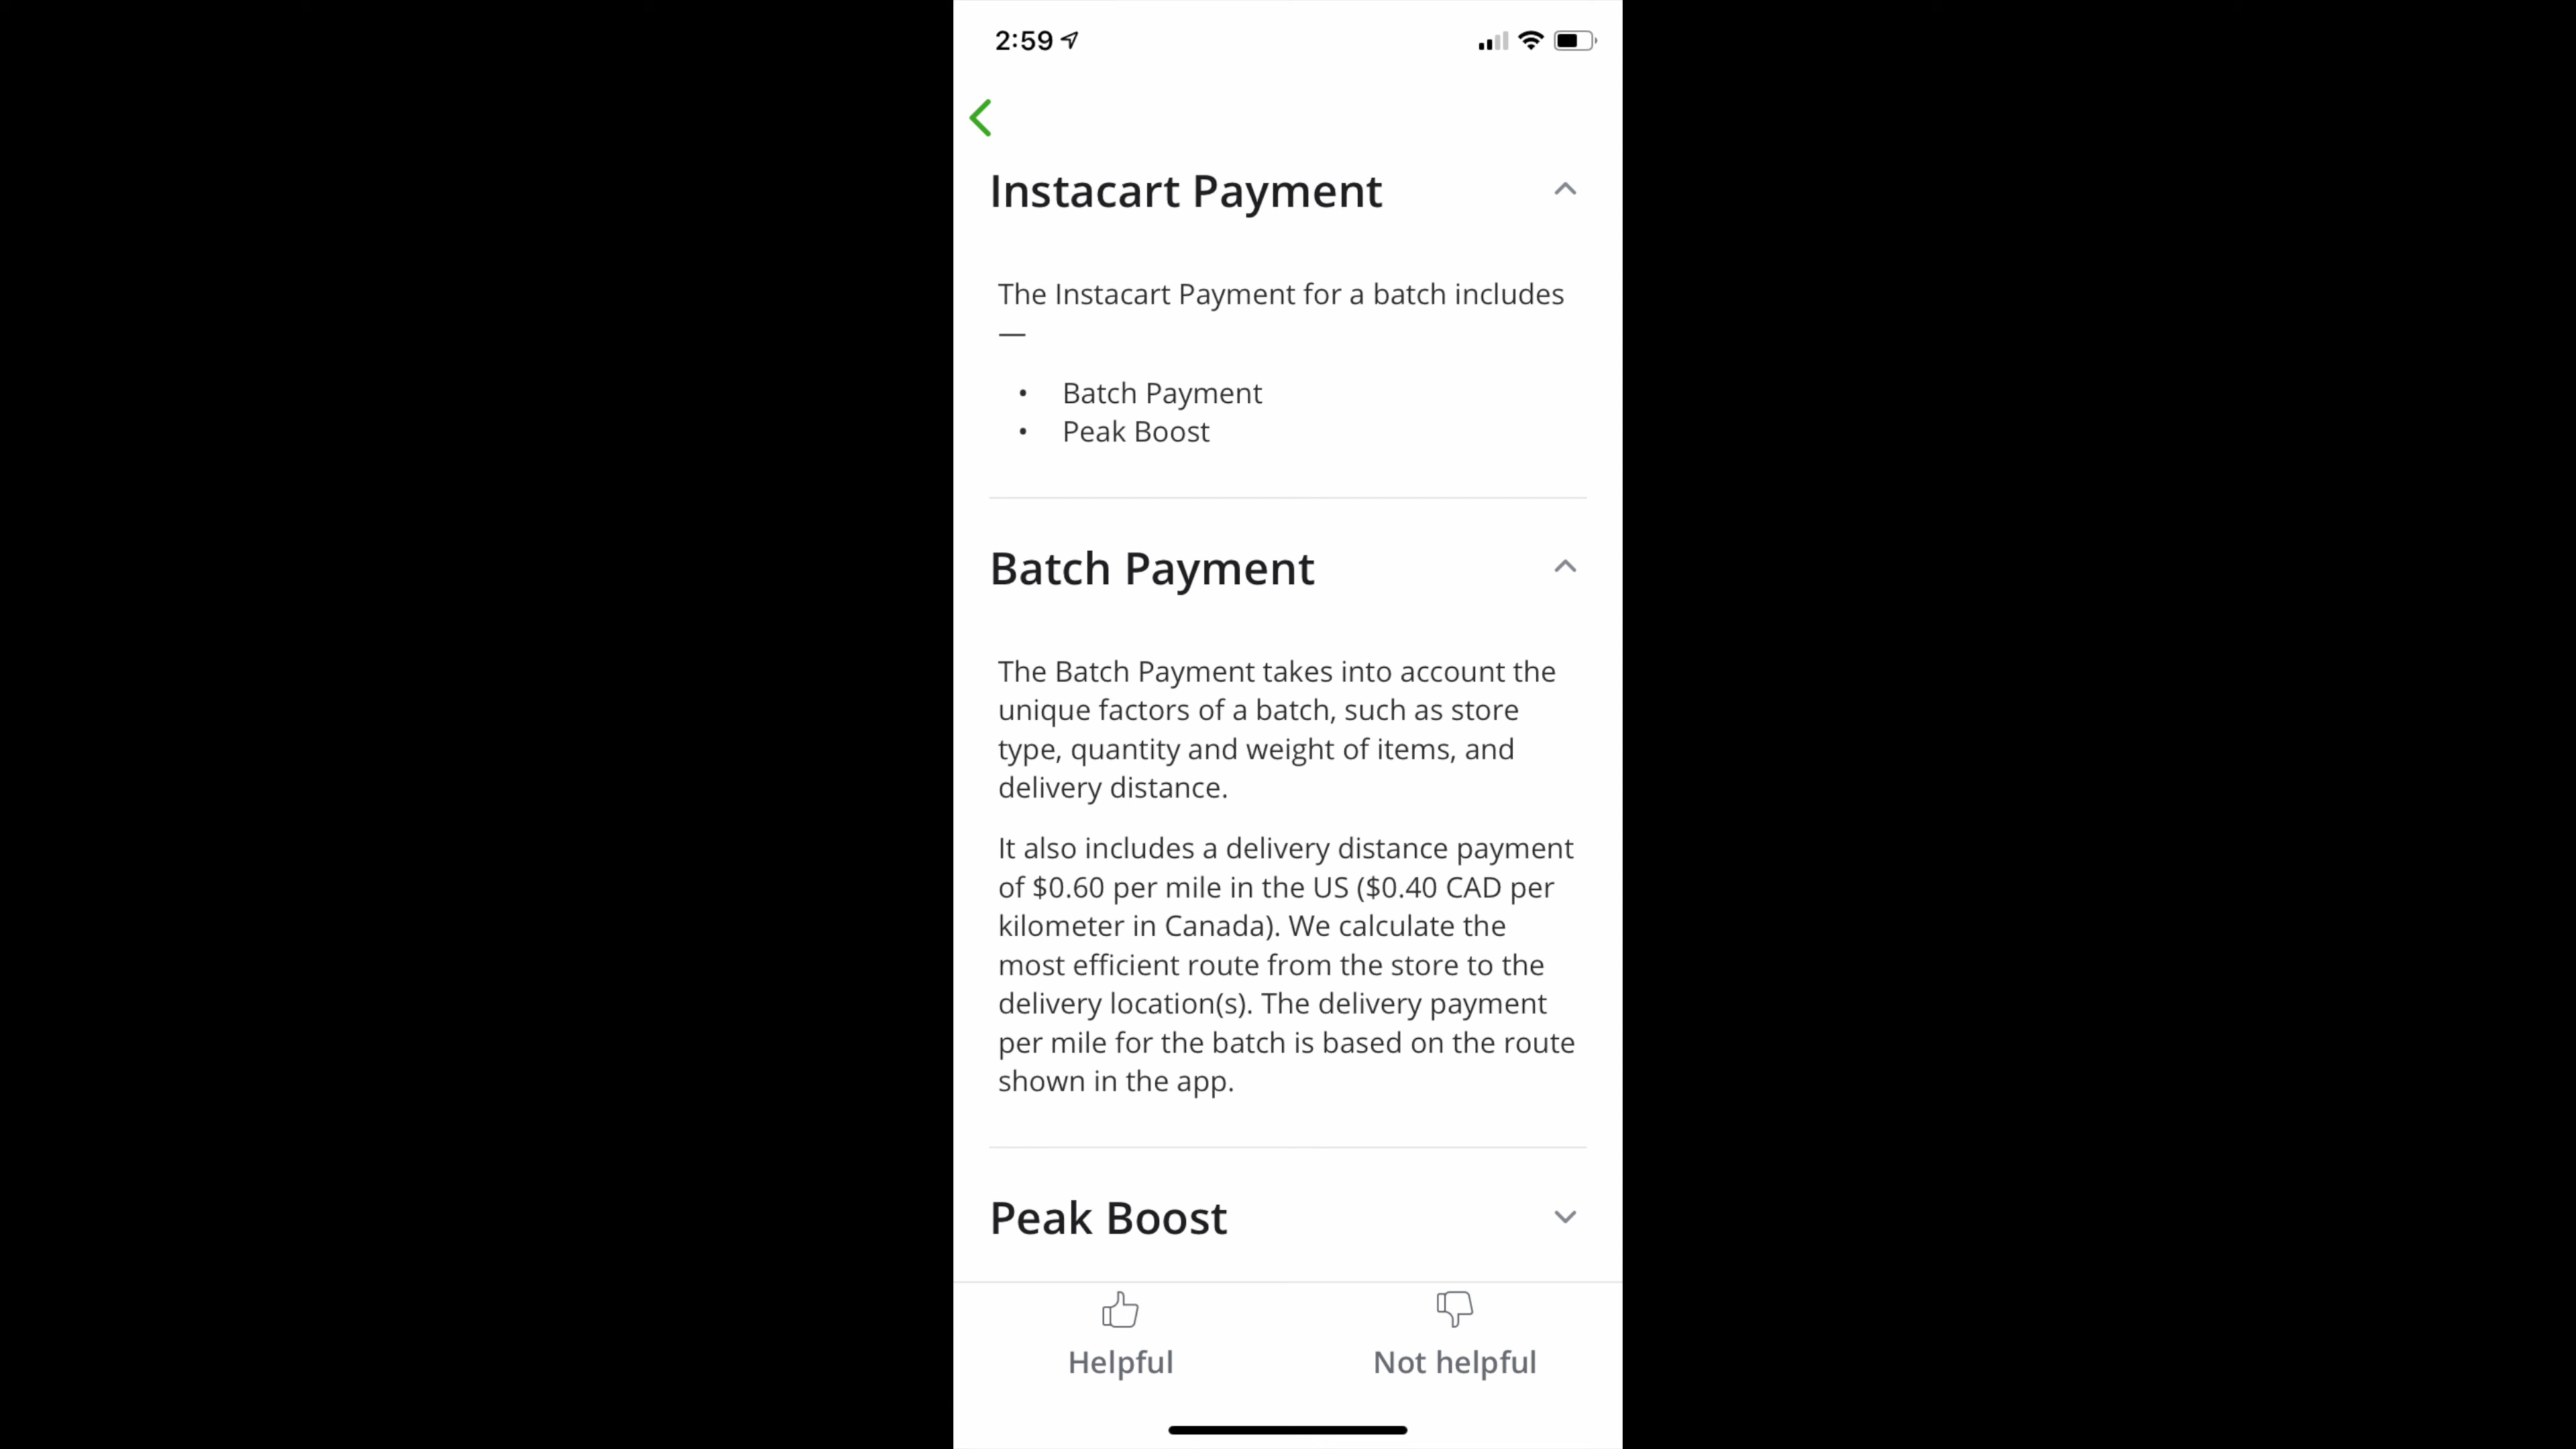 2:59
Instacart Payment
The Instacart Payment for a batch includes
—
• Batch Payment
• Peak Boost
Batch Payment
The Batch Payment takes into account the
unique factors of a batch, such as store
type, quantity and weight of items, and
delivery distance.
It also includes a delivery distance payment
of $0.60 per mile in the US ($0.40 CAD per
kilometer in Canada). We calculate the
most efficient route from the store to the
delivery location(s). The delivery payment
per mile for the batch is based on the route
shown in the app.
Peak Boost
Helpful
Not helpful